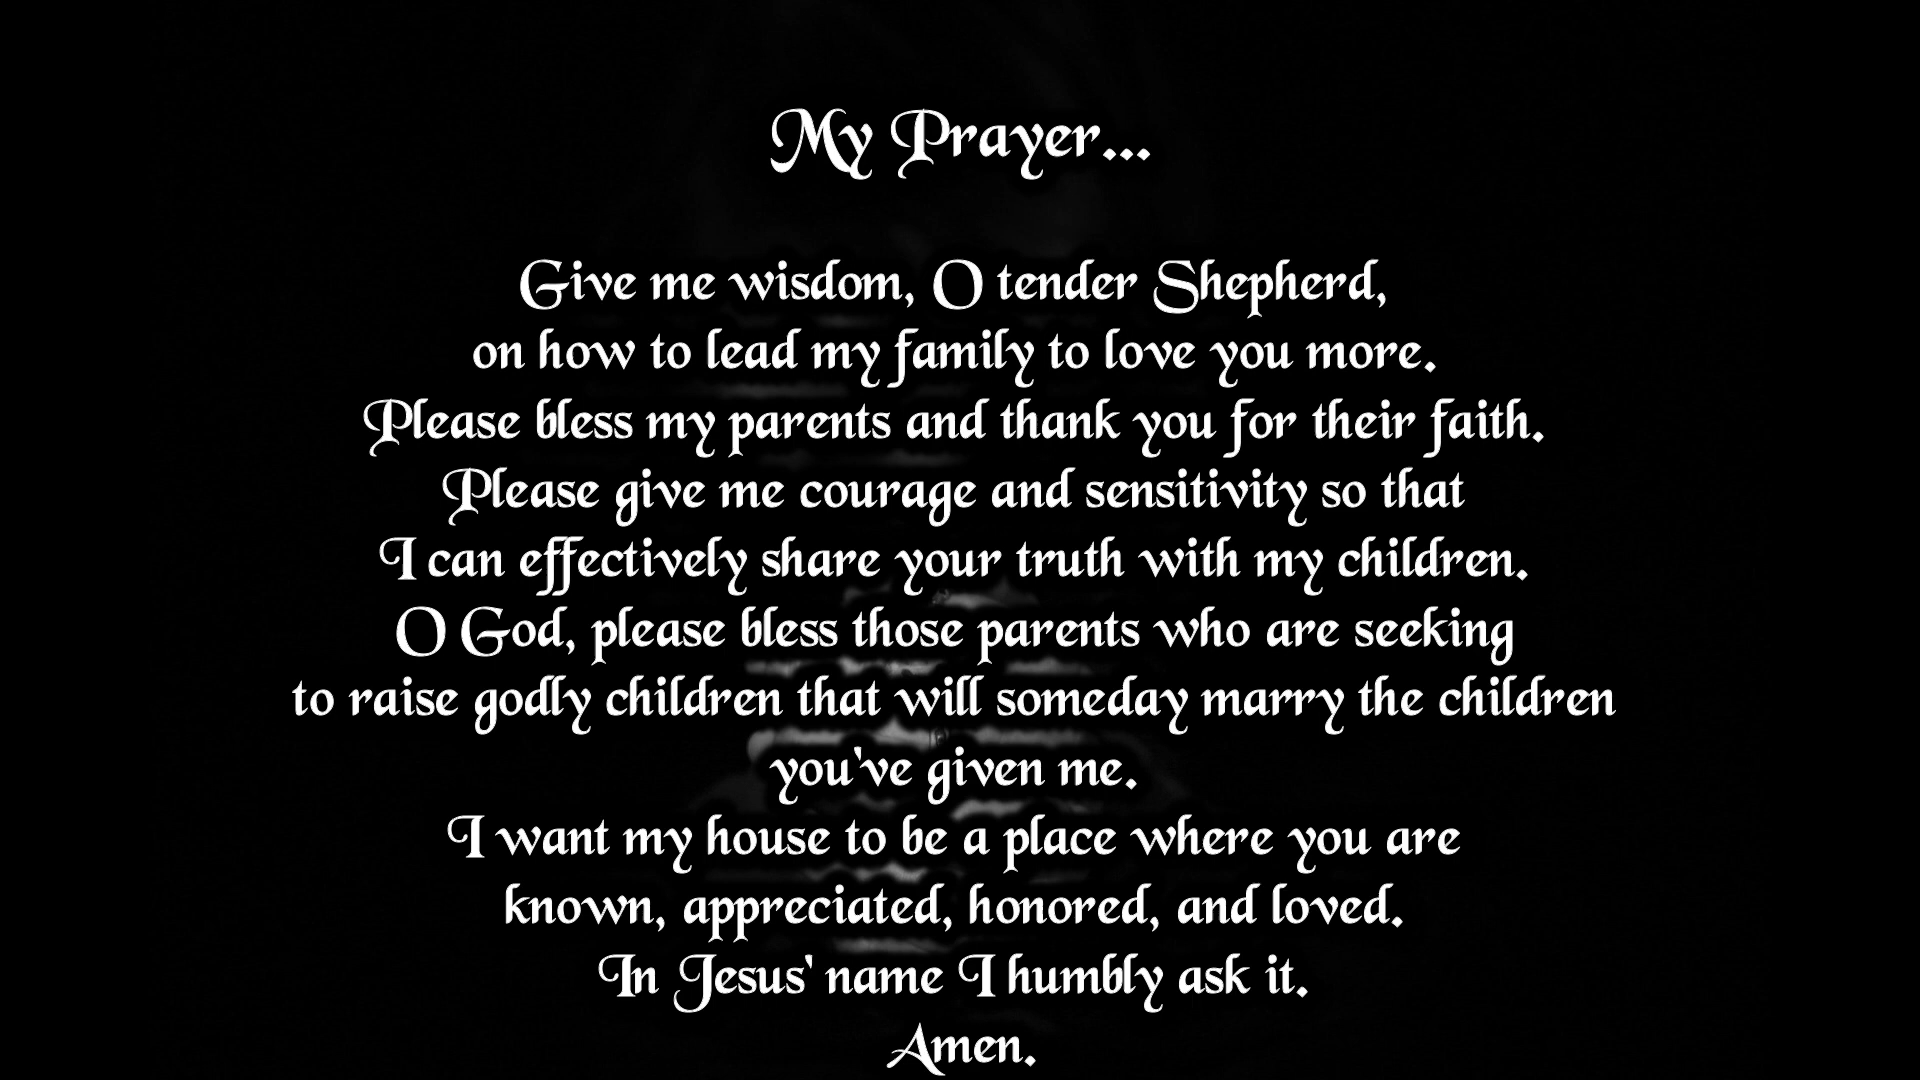 My Prayer...
Give me wisdom, O tender Shepherd,
on how to lead my family to love you more.
Please bless my parents and thank you for their faith.
Please give me courage and sensitivity so that
I can effectively share your truth with my children.
O God, please bless those parents who are seeking
to raise godly children that will someday marry the children
you've given me.
I want my house to be a place where you are
known, appreciated, honored, and loved.
In Jesus' name I humbly ask it.
Amen.